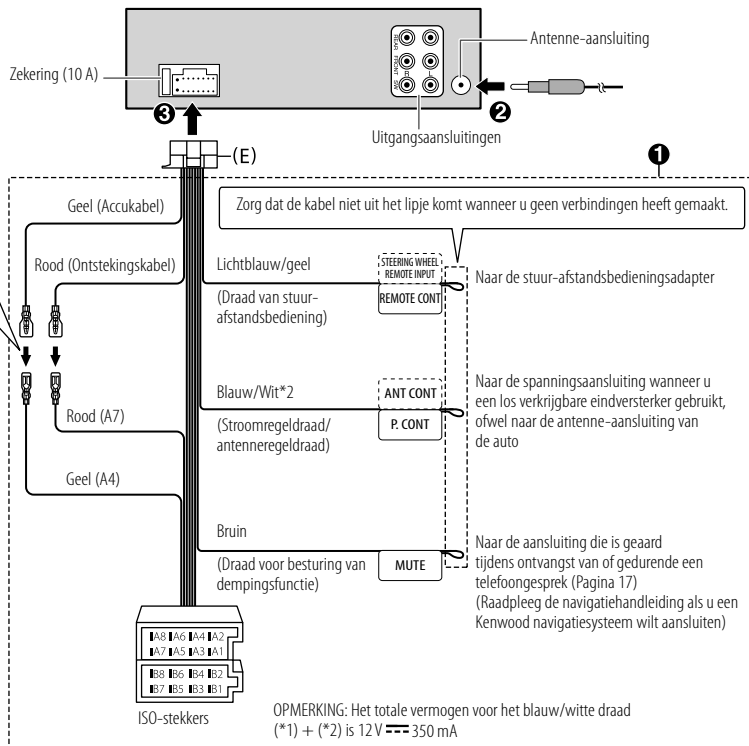 Antenne-aansluiting
Zekering (10 A)
REAR
FRONT
SW
R
L
3
2
Uitgangsaansluitingen
(E)
1
Geel (Accukabel)
Zorg dat de kabel niet uit het lipje komt wanneer u geen verbindingen heeft gemaakt.
Rood (Ontstekingskabel)
Lichtblauw/geel
(Draad van stuur-
afstandsbediening)
STEERING WHEEL
REMOTE INPUT
REMOTE CONT
Naar de stuur-afstandsbedieningsadapter
Blauw/Wit*2
(Stroomregeldraad/
antenneregeldraad)
ANT CONT
P. CONT
Naar de spanningsaansluiting wanneer u
een los verkrijgbare eindversterker gebruikt,
ofwel naar de antenne-aansluiting van
de auto
Rood (A7)
Geel (A4)
Bruin
(Draad voor besturing van
dempingsfunctie)
MUTE
Naar de aansluiting die is geaard
tijdens ontvangst van of gedurende een
telefoongesprek (Pagina 17)
(Raadpleeg de navigatiehandleiding als u een
Kenwood navigatiesysteem wilt aansluiten)
A8 A6 A4 A2
A7 A5 A3 A1
B8 B6 B4 B2
B7 B5 B3 B1
ISO-stekkers
OPMERKING: Het totale vermogen voor het blauw/witte draad
(*1) + (*2) is 12 V ⎓ 350 mA